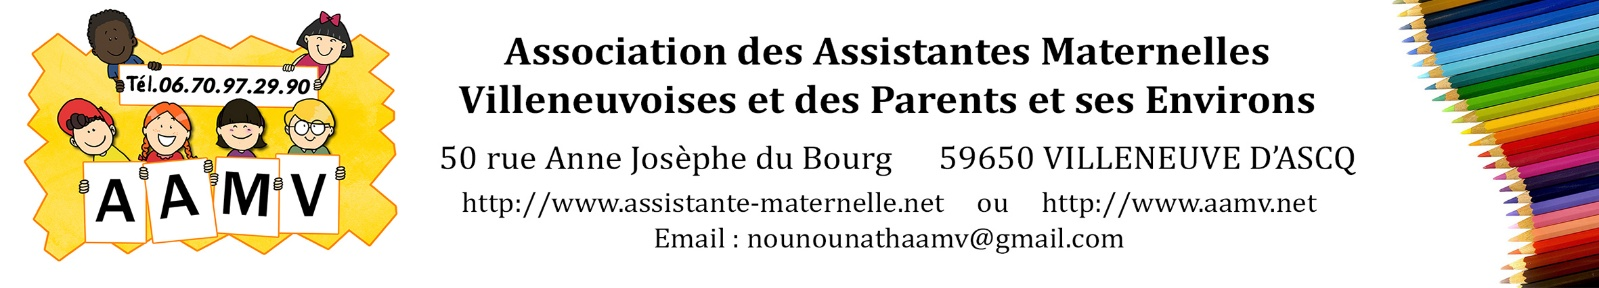 Tél.06.70.97.29.90
A A M V
Association des Assistantes Maternelles
Villeneuvoises et des Parents et ses Environs
50 rue Anne Josèphe du Bourg 59650 VILLENEUVE D’ASCQ
http://www.assistante-maternelle.net ou http://www.aamv.net
Email : nounounathaamv@gmail.com